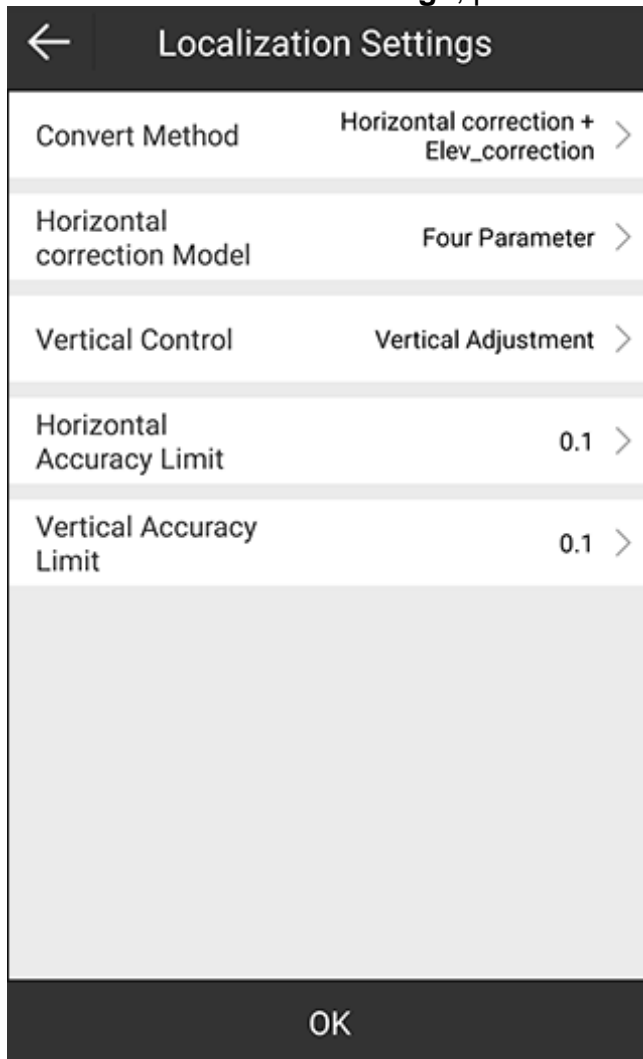 Localization Settings
Convert Method
Horizontal correction +
Elev_correction
Horizontal
correction Model
Four Parameter
Vertical Control
Vertical Adjustment
Horizontal
Accuracy Limit
0.1
Vertical Accuracy
Limit
0.1
OK